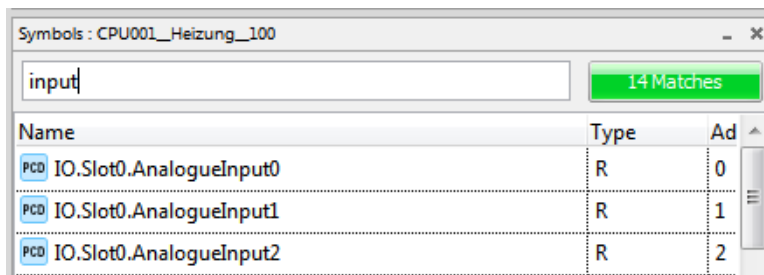 Symbols : CPU001__Heizung__100
input
14 Matches
Name Type Ad
PCD IO.Slot0.AnalogueInput0 R 0
PCD IO.Slot0.AnalogueInput1 R 1
PCD IO.Slot0.AnalogueInput2 R 2